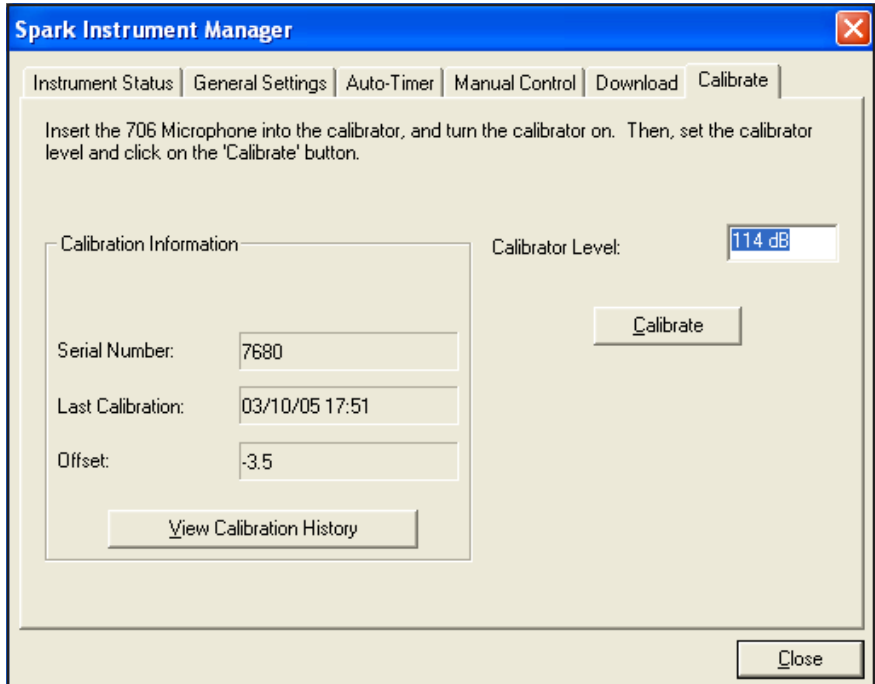 Spark Instrument Manager
Instrument Status General Settings Auto-Timer Manual Control Download Calibrate
Insert the 706 Microphone into the calibrator, and turn the calibrator on. Then, set the calibrator
level and click on the 'Calibrate' button.
Calibration Information
Calibrator Level: 114 dB
Calibrate
Serial Number: 7680
Last Calibration: 03/10/05 17:51
Offset: -3.5
View Calibration History
Close